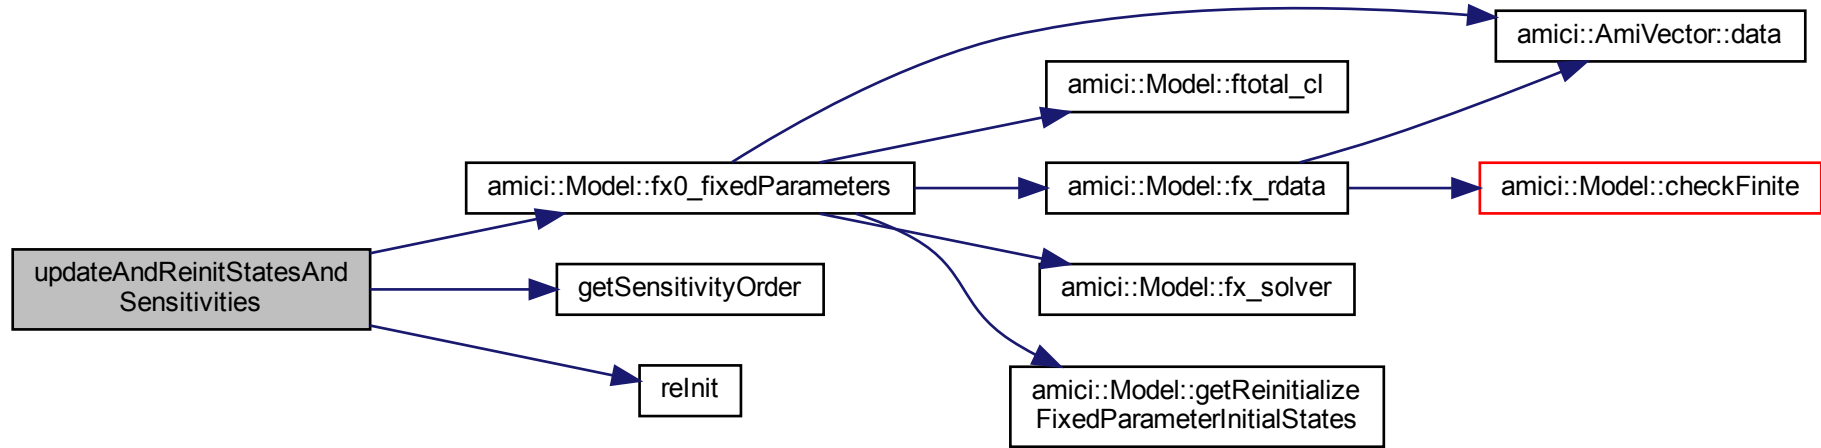 amici::AmiVector::data
amici::Model::ftotal_cl
amici::Model::fx0_fixedParameters
amici::Model::fx_rdata
amici::Model::checkFinite
updateAndReinitStatesAnd
Sensitivities
getSensitivityOrder
amici::Model::fx_solver
reInit
amici::Model::getReinitialize
FixedParameterInitialStates